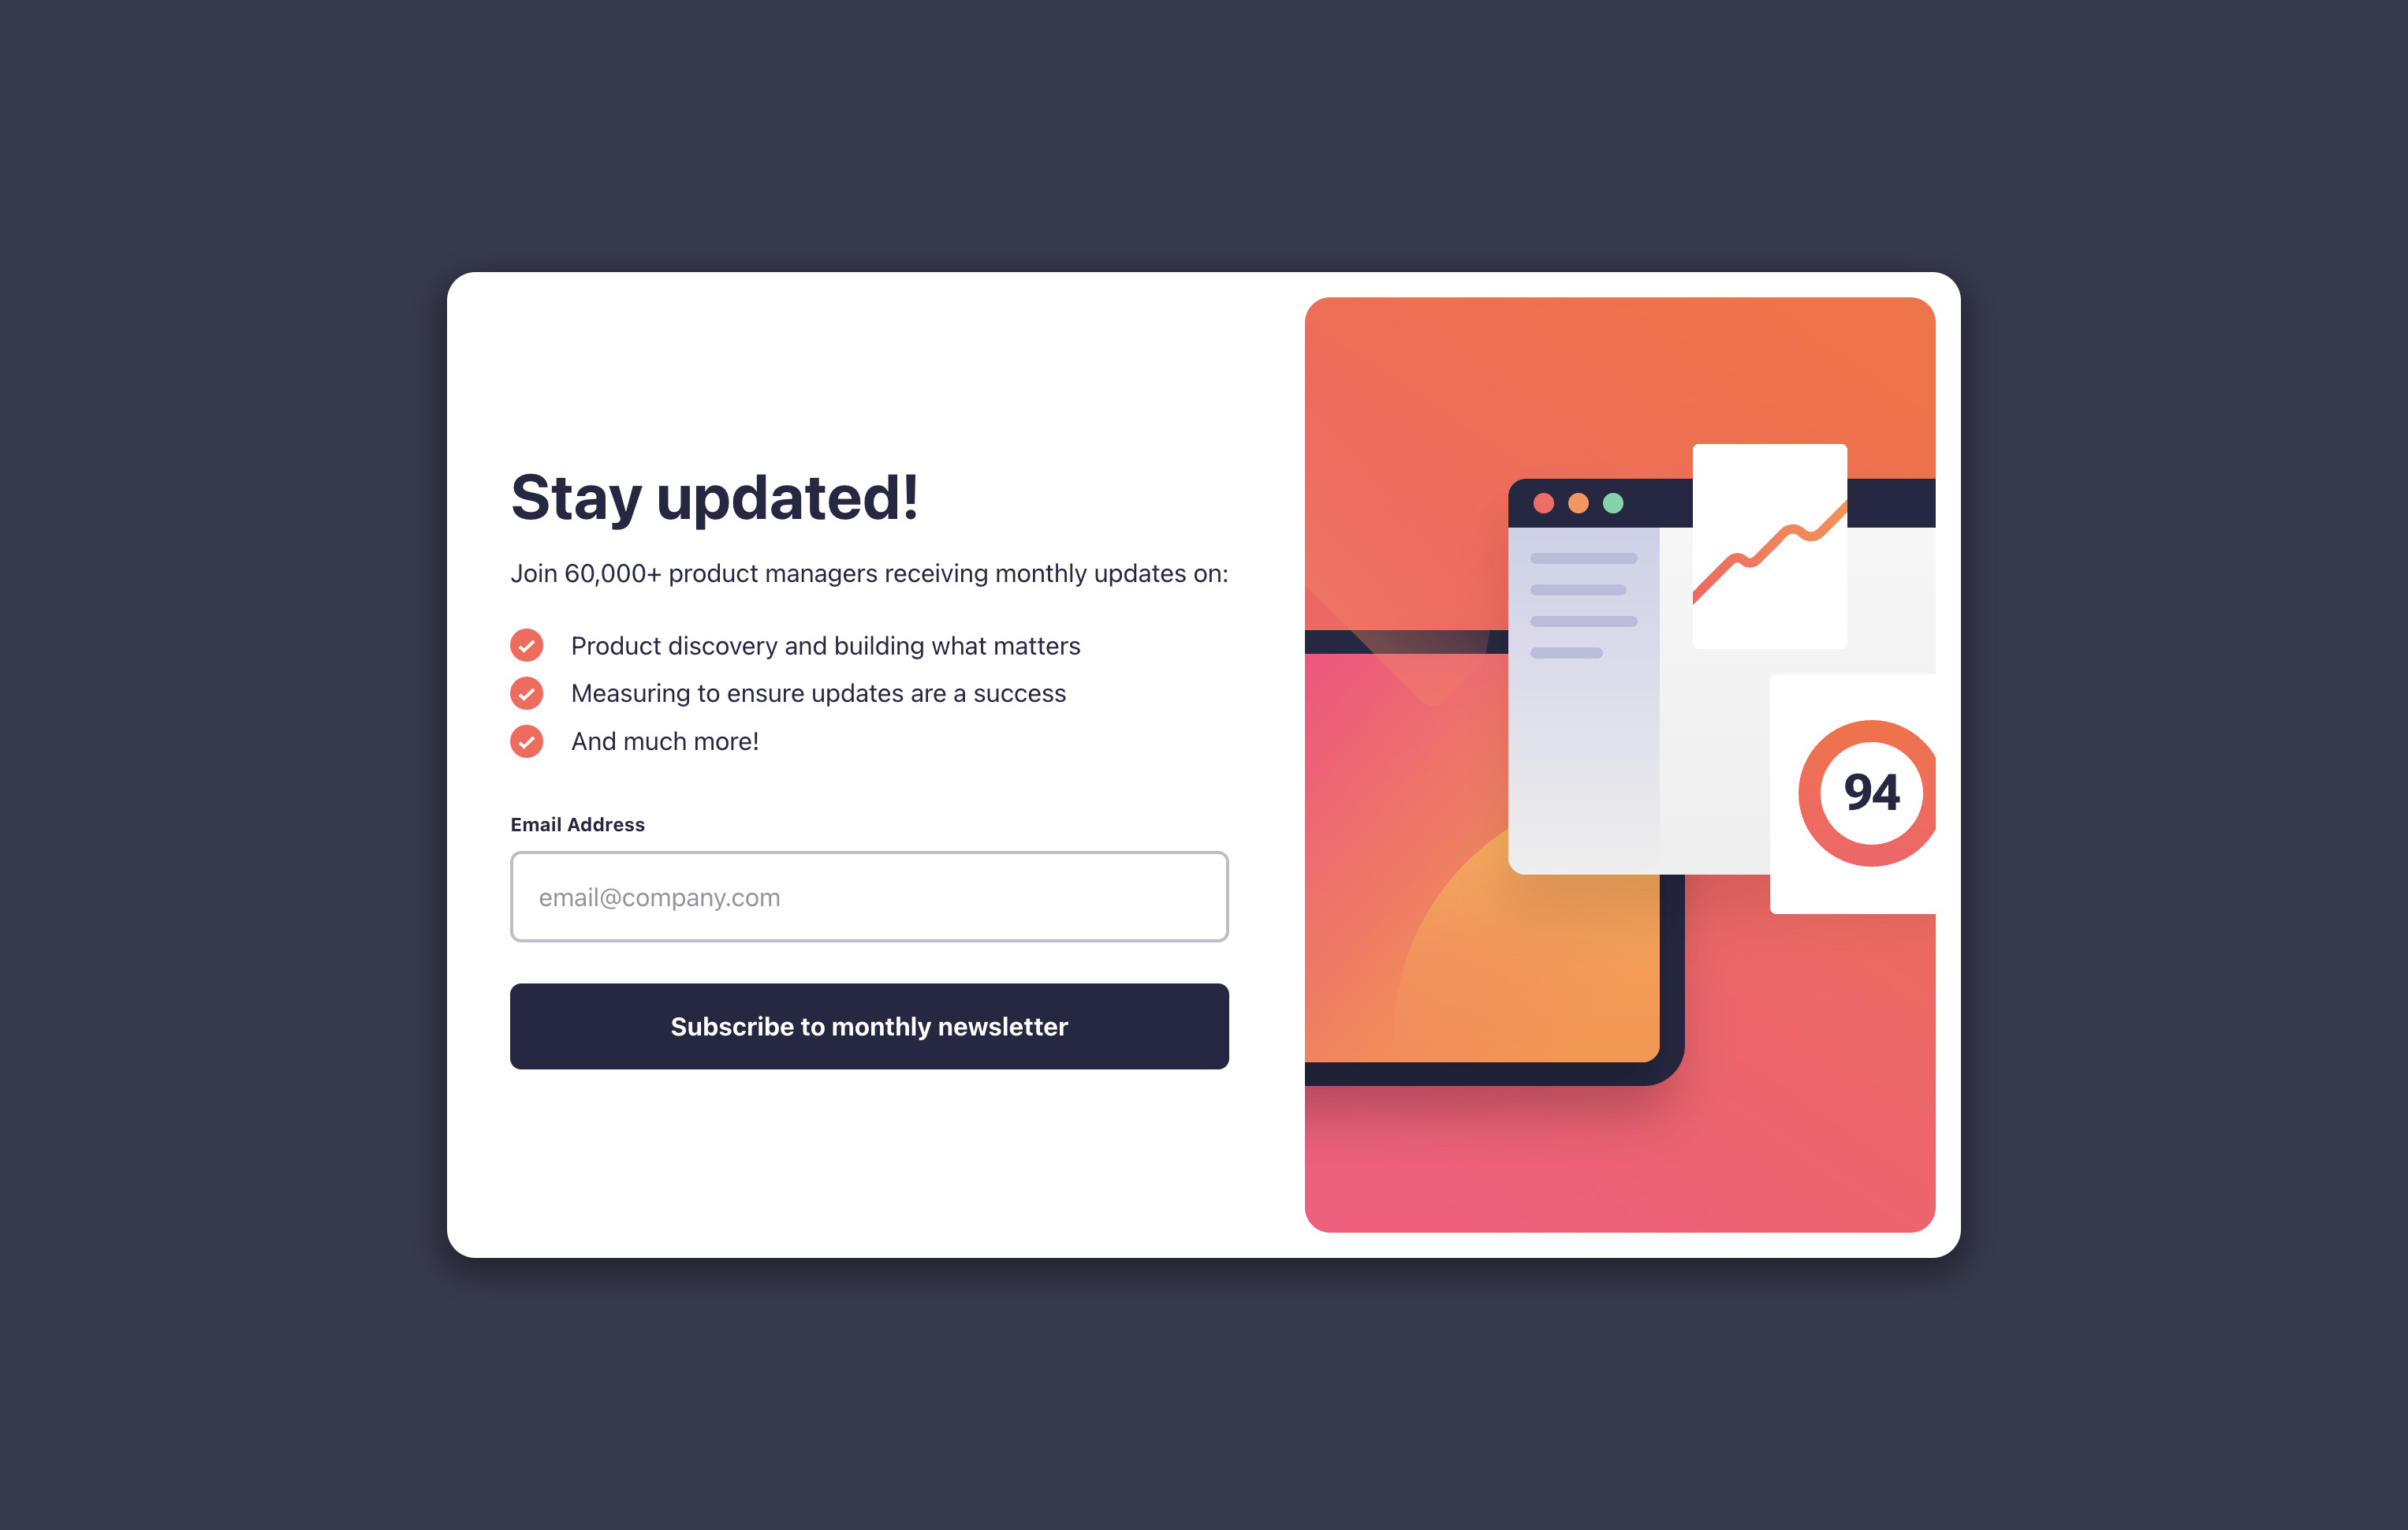 Stay updated!
Join 60,000+ product managers receiving monthly updates on:
Product discovery and building what matters
Measuring to ensure updates are a success
And much more!
Email Address
email@company.com
Subscribe to monthly newsletter
94